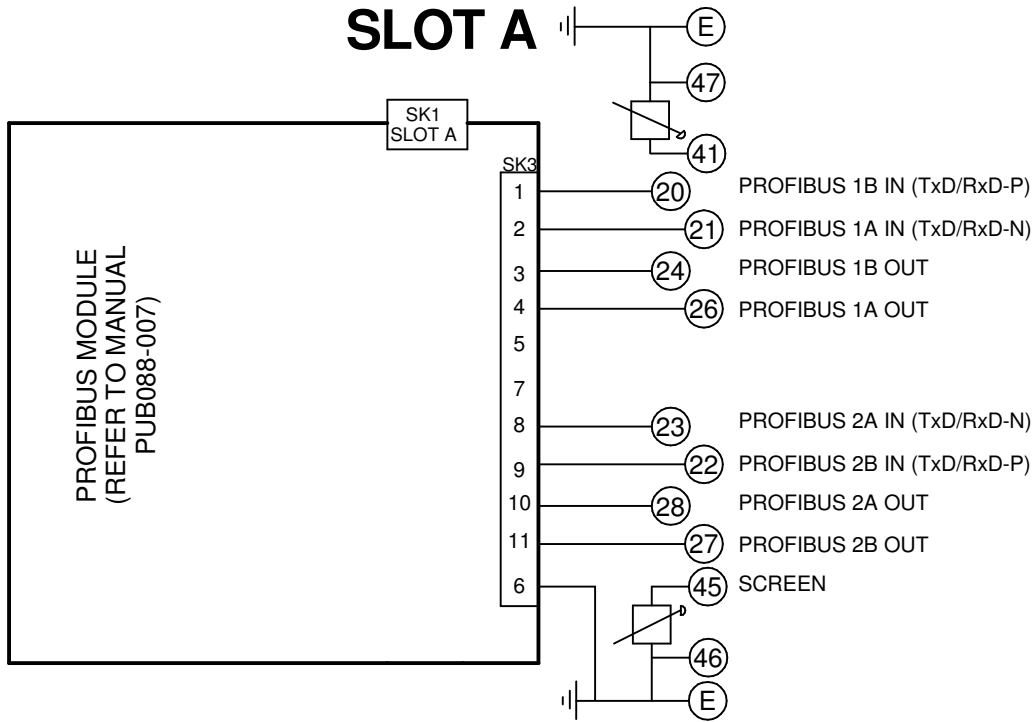 SLOT A
E
47
41
SK1
SLOT A
SK3
1
20
PROFIBUS 1B IN (TxD/RxD-P)
2
21
PROFIBUS 1A IN (TxD/RxD-N)
3
24
PROFIBUS 1B OUT
4
26
PROFIBUS 1A OUT
5
7
8
23
PROFIBUS 2A IN (TxD/RxD-N)
9
22
PROFIBUS 2B IN (TxD/RxD-P)
10
28
PROFIBUS 2A OUT
11
27
PROFIBUS 2B OUT
6
45
SCREEN
46
E
PROFIBUS MODULE
(REFER TO MANUAL
PUB088-007)